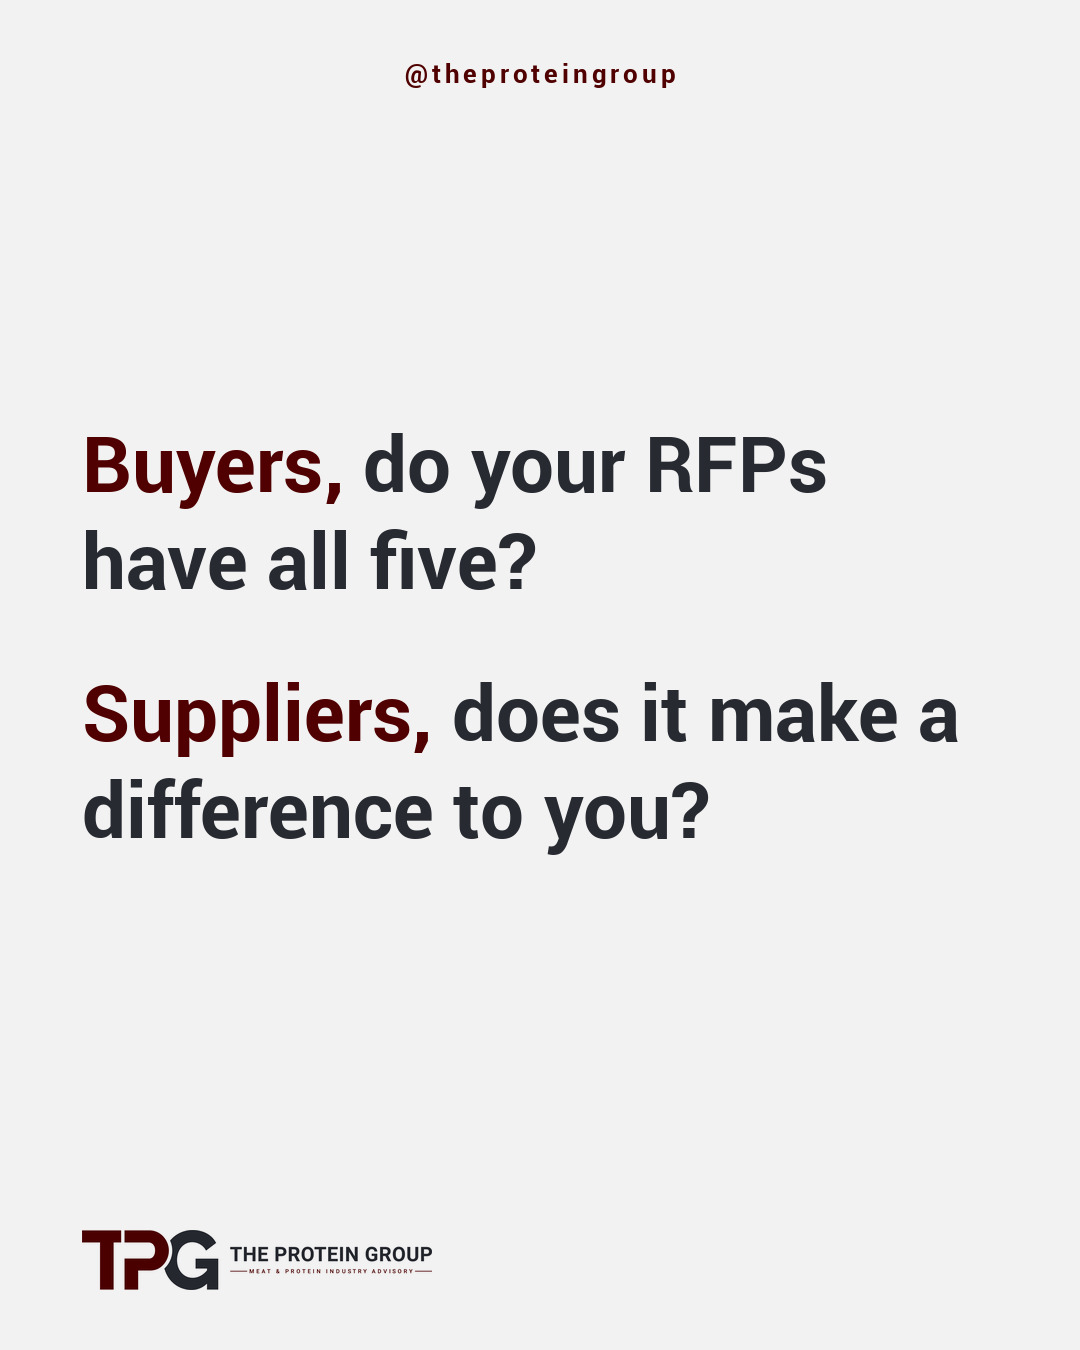 @theproteingroup
Buyers, do your RFPs
have all five?
Suppliers, does it make a
difference to you?
TPG
THE PROTEIN GROUP
MEAT & PROTEIN INDUSTRY ADVISORY